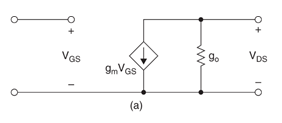 + +
V_GS g_mV_GS g_o V_DS
– –
(a)